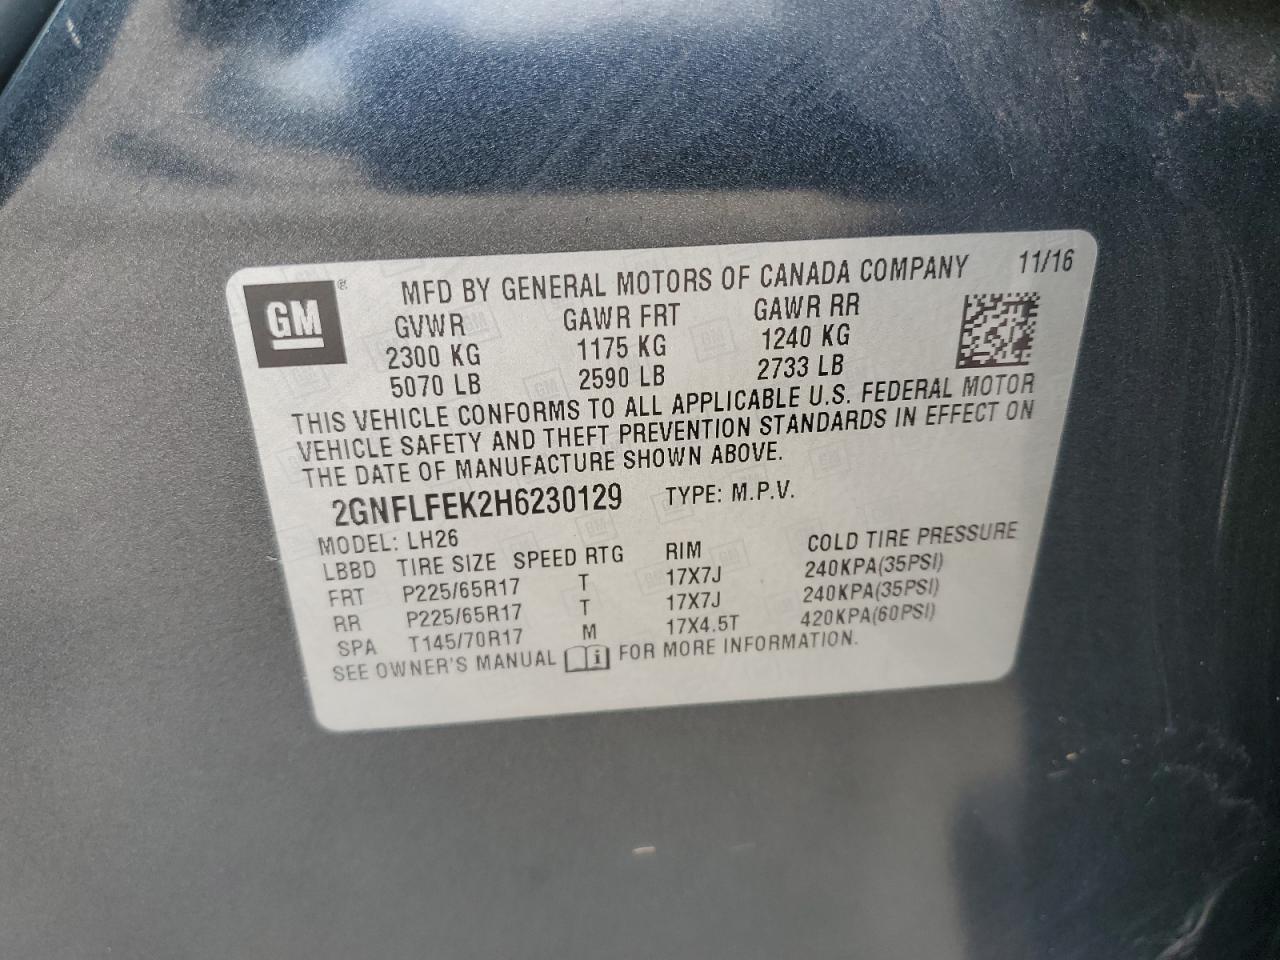 GM ®
MFD BY GENERAL MOTORS OF CANADA COMPANY 11/16
GVWR GAWR FRT GAWR RR
2300 KG 1175 KG 1240 KG
5070 LB 2590 LB 2733 LB
THIS VEHICLE CONFORMS TO ALL APPLICABLE U.S. FEDERAL MOTOR
VEHICLE SAFETY AND THEFT PREVENTION STANDARDS IN EFFECT ON
THE DATE OF MANUFACTURE SHOWN ABOVE.
2GNFLFEK2H6230129 TYPE: M.P.V.
MODEL: LH26
LBBD TIRE SIZE SPEED RTG RIM COLD TIRE PRESSURE
FRT P225/65R17 T 17X7J 240KPA(35PSI)
RR P225/65R17 T 17X7J 240KPA(35PSI)
SPA T145/70R17 M 17X4.5T 420KPA(60PSI)
SEE OWNER'S MANUAL i FOR MORE INFORMATION.